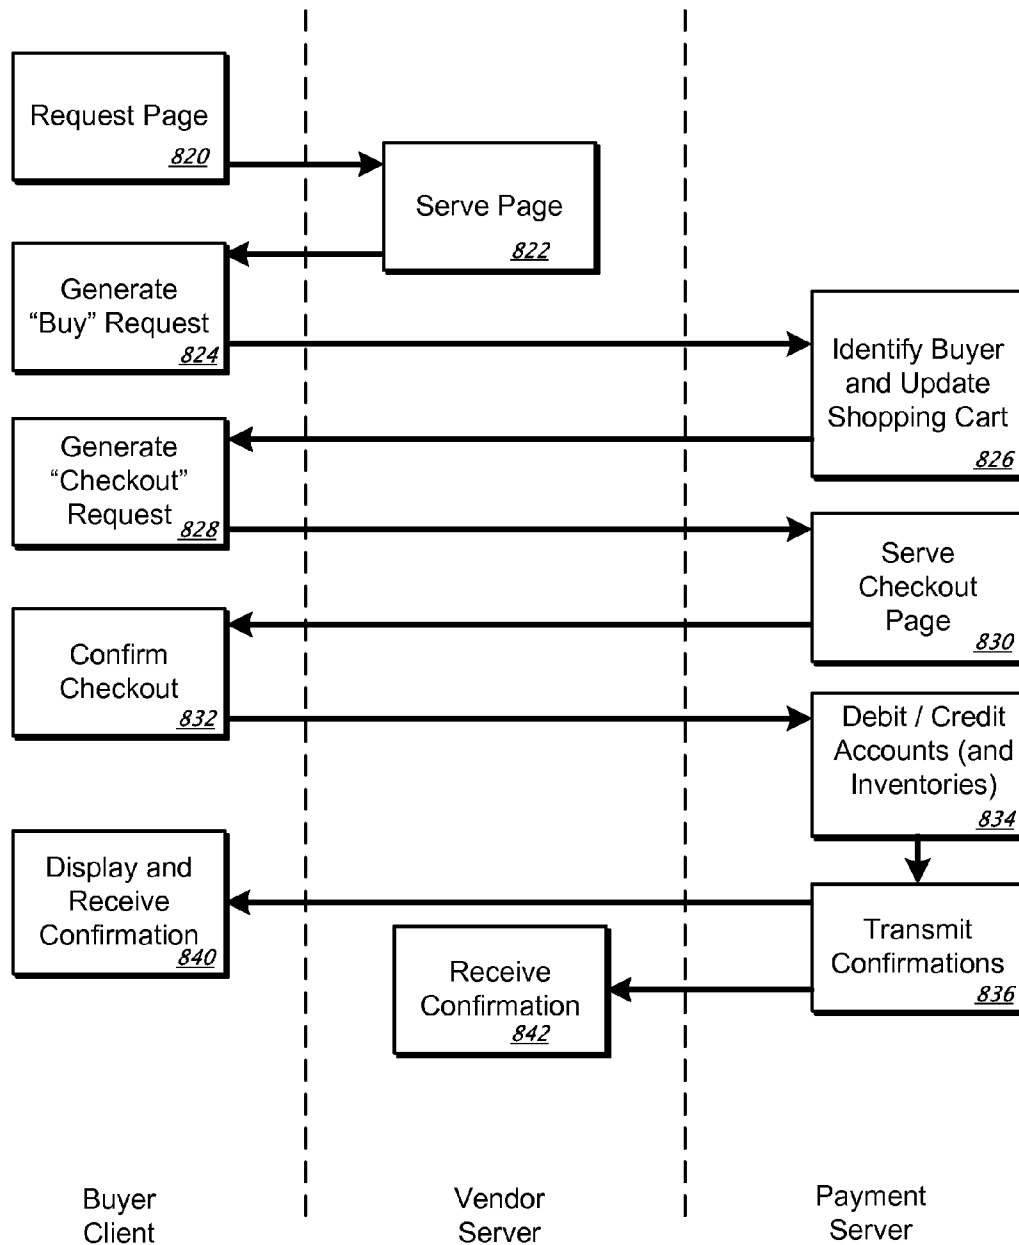 Request Page
820
Serve Page
822
Generate
“Buy” Request
824
Identify Buyer
and Update
Shopping Cart
826
Generate
“Checkout”
Request
828
Serve
Checkout
Page
830
Confirm
Checkout
832
Debit / Credit
Accounts (and
Inventories)
834
Display and
Receive
Confirmation
840
Transmit
Confirmations
836
Receive
Confirmation
842
Buyer
Client
Vendor
Server
Payment
Server